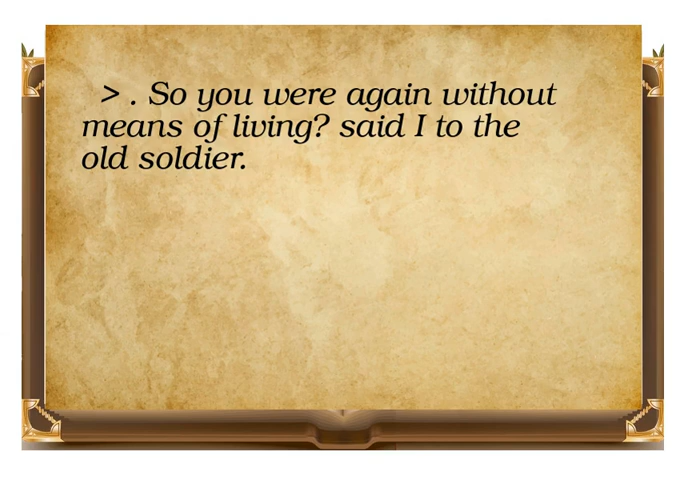 > . So you were again without
means of living? said I to the
old soldier.